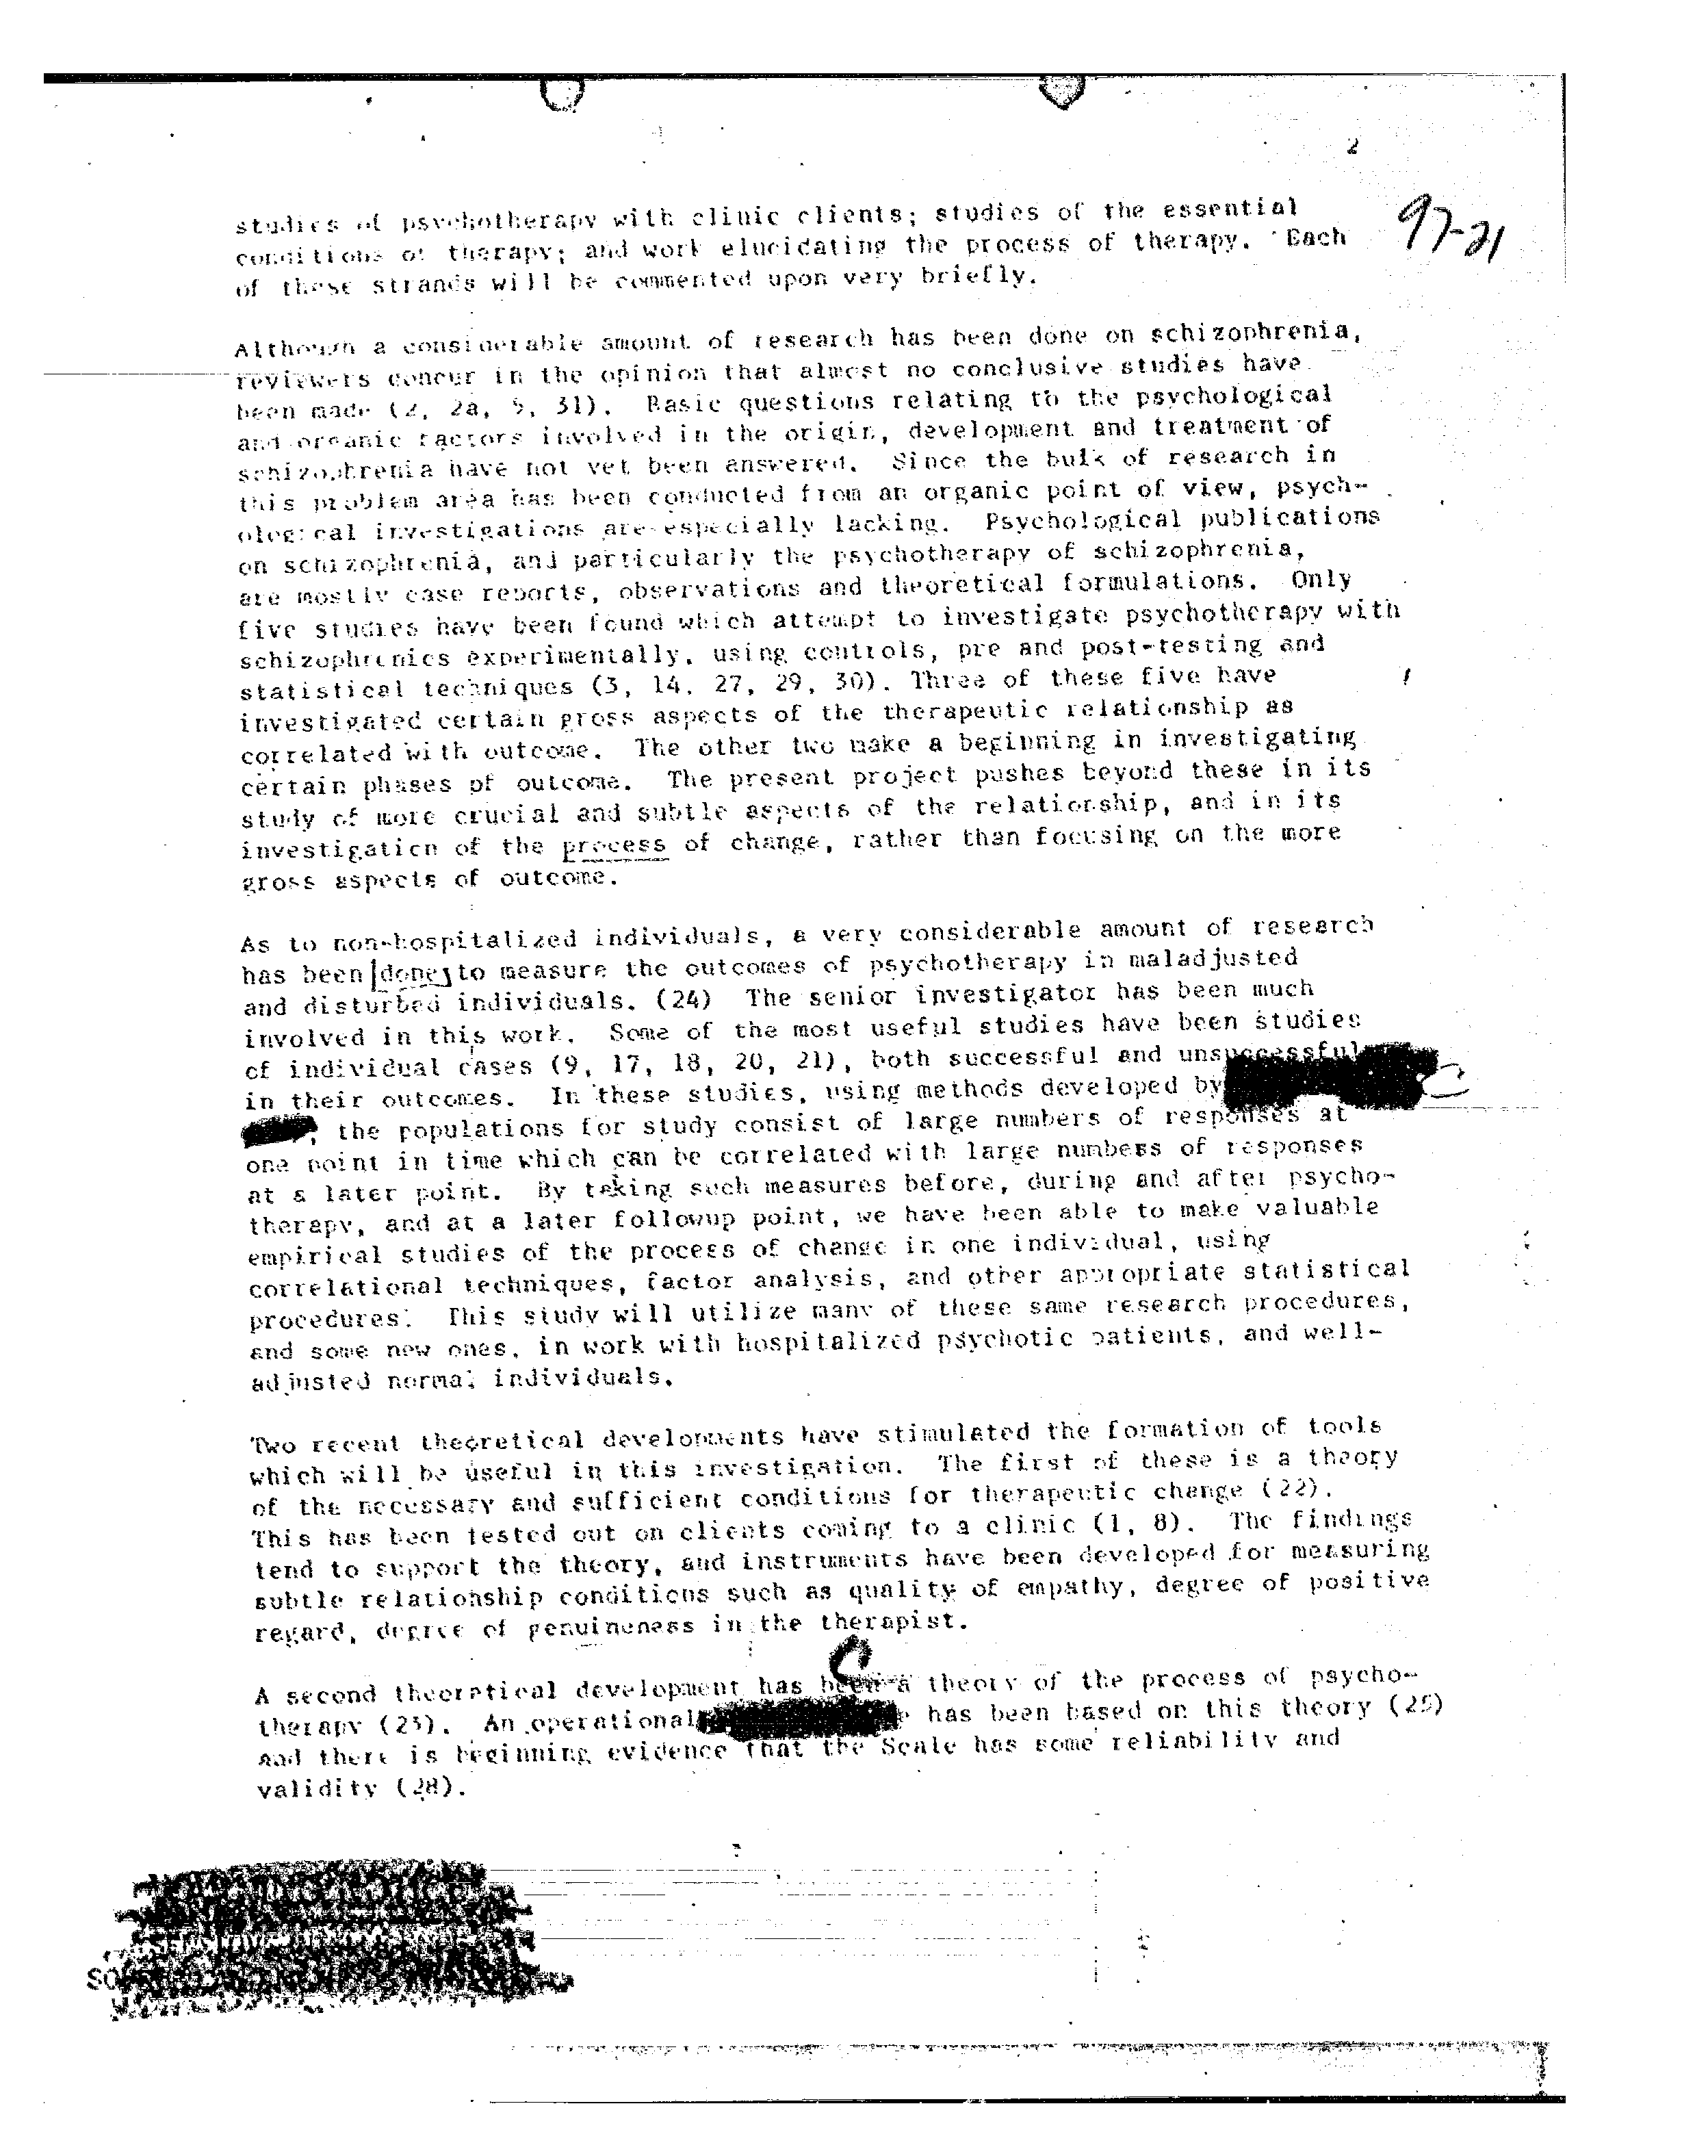 2
97-21
studies of psychotherapy with clinic clients; studies of the essential
conditions of therapy; and work elucidating the process of therapy. Each
of these strands will be commented upon very briefly.
Although a considerable amount of research has been done on schizophrenia,
reviewers concur in the opinion that almost no conclusive studies have
been made (2, 2a, 5, 31). Basic questions relating to the psychological
and organic factors involved in the origin, development and treatment of
schizophrenia have not yet been answered. Since the bulk of research in
this problem area has been conducted from an organic point of view, psych-
ological investigations are especially lacking. Psychological publications
on schizophrenia, and particularly the psychotherapy of schizophrenia,
are mostly case reports, observations and theoretical formulations. Only
five studies have been found which attempt to investigate psychotherapy with
schizophrenics experimentally, using controls, pre and post-testing and
statistical techniques (3, 14, 27, 29, 30). Three of these five have
investigated certain gross aspects of the therapeutic relationship as
correlated with outcome. The other two make a beginning in investigating
certain phases of outcome. The present project pushes beyond these in its
study of more crucial and subtle aspects of the relationship, and in its
investigation of the process of change, rather than focusing on the more
gross aspects of outcome.
As to non-hospitalized individuals, a very considerable amount of research
has been done to measure the outcomes of psychotherapy in maladjusted
and disturbed individuals. (24) The senior investigator has been much
involved in this work. Some of the most useful studies have been studies
of individual cases (9, 17, 18, 20, 21), both successful and unsuccessful
in their outcomes. In these studies, using methods developed by
, the populations for study consist of large numbers of responses at
one point in time which can be correlated with large numbers of responses
at a later point. By taking such measures before, during and after psycho-
therapy, and at a later followup point, we have been able to make valuable
empirical studies of the process of change in one individual, using
correlational techniques, factor analysis, and other appropriate statistical
procedures. This study will utilize many of these same research procedures,
and some new ones, in work with hospitalized psychotic patients, and well-
adjusted normal individuals.
Two recent theoretical developments have stimulated the formation of tools
which will be useful in this investigation. The first of these is a theory
of the necessary and sufficient conditions for therapeutic change (22).
This has been tested out on clients coming to a clinic (1, 8). The findings
tend to support the theory, and instruments have been developed for measuring
subtle relationship conditions such as quality of empathy, degree of positive
regard, degree of genuineness in the therapist.
C
A second theoretical development has been a theory of the process of psycho-
therapy (23). An operational has been based on this theory (25)
and there is beginning evidence that the Scale has some reliability and
validity (28).